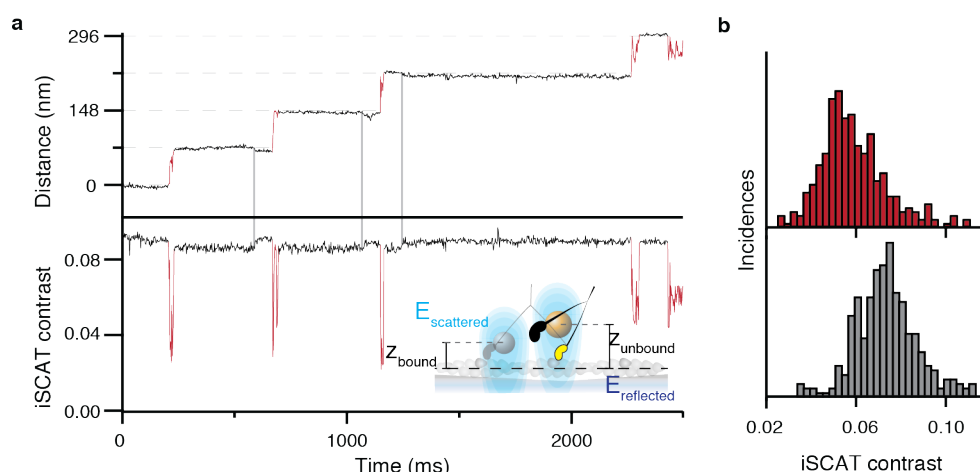 a
b
296
148
0
Distance (nm)
0.08
0.04
0.00
iSCAT contrast
E scattered
z bound
z unbound
E reflected
0
1000
2000
Time (ms)
Incidences
0.02
0.06
0.10
iSCAT contrast